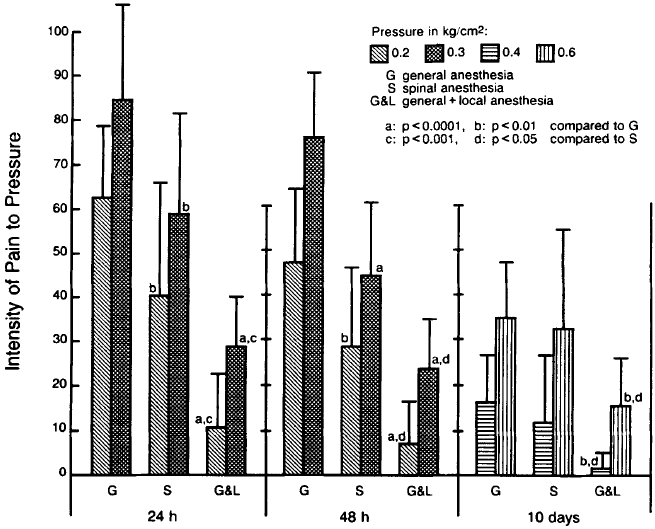 Pressure in kg/cm²:
0.2 0.3 0.4 0.6
G general anesthesia
S spinal anesthesia
G&L general + local anesthesia
a: p<0.0001, b: p<0.01 compared to G
c: p<0.001, d: p<0.05 compared to S
Intensity of Pain to Pressure
100
90
80
70
60
50
40
30
20
10
0
b
b
a,c
a,c
b
a
a,d
a,d
b,d
b,d
G S G&L G S G&L G S G&L
24 h 48 h 10 days